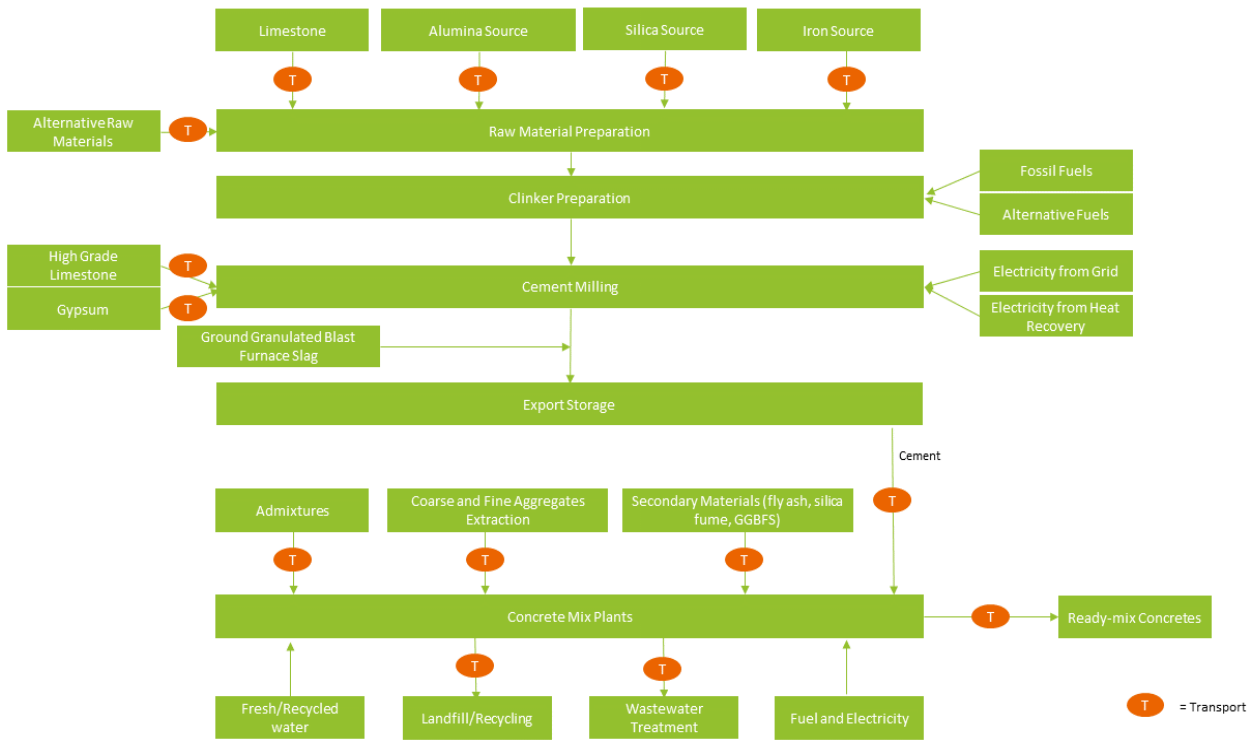 Limestone
Alumina Source
Silica Source
Iron Source
T
T
T
T
Alternative Raw
Materials
T
Raw Material Preparation
Fossil Fuels
Clinker Preparation
Alternative Fuels
High Grade
Limestone
T
Electricity from Grid
Cement Milling
Gypsum
T
Electricity from Heat
Recovery
Ground Granulated Blast
Furnace Slag
Export Storage
Cement
T
Admixtures
Coarse and Fine Aggregates
Extraction
Secondary Materials (fly ash, silica
fume, GGBFS)
T
T
T
Concrete Mix Plants
T
Ready-mix Concretes
T
T
Fresh/Recycled
water
Landfill/Recycling
Wastewater
Treatment
Fuel and Electricity
T
= Transport